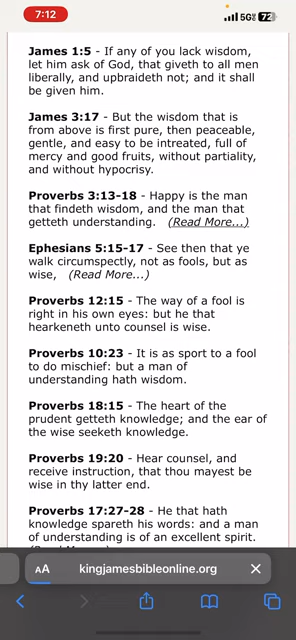 7:12
5G 72
James 1:5 - If any of you lack wisdom,
let him ask of God, that giveth to all men
liberally, and upbraideth not; and it shall
be given him.
James 3:17 - But the wisdom that is
from above is first pure, then peaceable,
gentle, and easy to be intreated, full of
mercy and good fruits, without partiality,
and without hypocrisy.
Proverbs 3:13-18 - Happy is the man
that findeth wisdom, and the man that
getteth understanding. (Read More...)
Ephesians 5:15-17 - See then that ye
walk circumspectly, not as fools, but as
wise, (Read More...)
Proverbs 12:15 - The way of a fool is
right in his own eyes: but he that
hearkeneth unto counsel is wise.
Proverbs 10:23 - It is as sport to a fool
to do mischief: but a man of
understanding hath wisdom.
Proverbs 18:15 - The heart of the
prudent getteth knowledge; and the ear of
the wise seeketh knowledge.
Proverbs 19:20 - Hear counsel, and
receive instruction, that thou mayest be
wise in thy latter end.
Proverbs 17:27-28 - He that hath
knowledge spareth his words: and a man
of understanding is of an excellent spirit.
AA kingjamesbibleonline.org